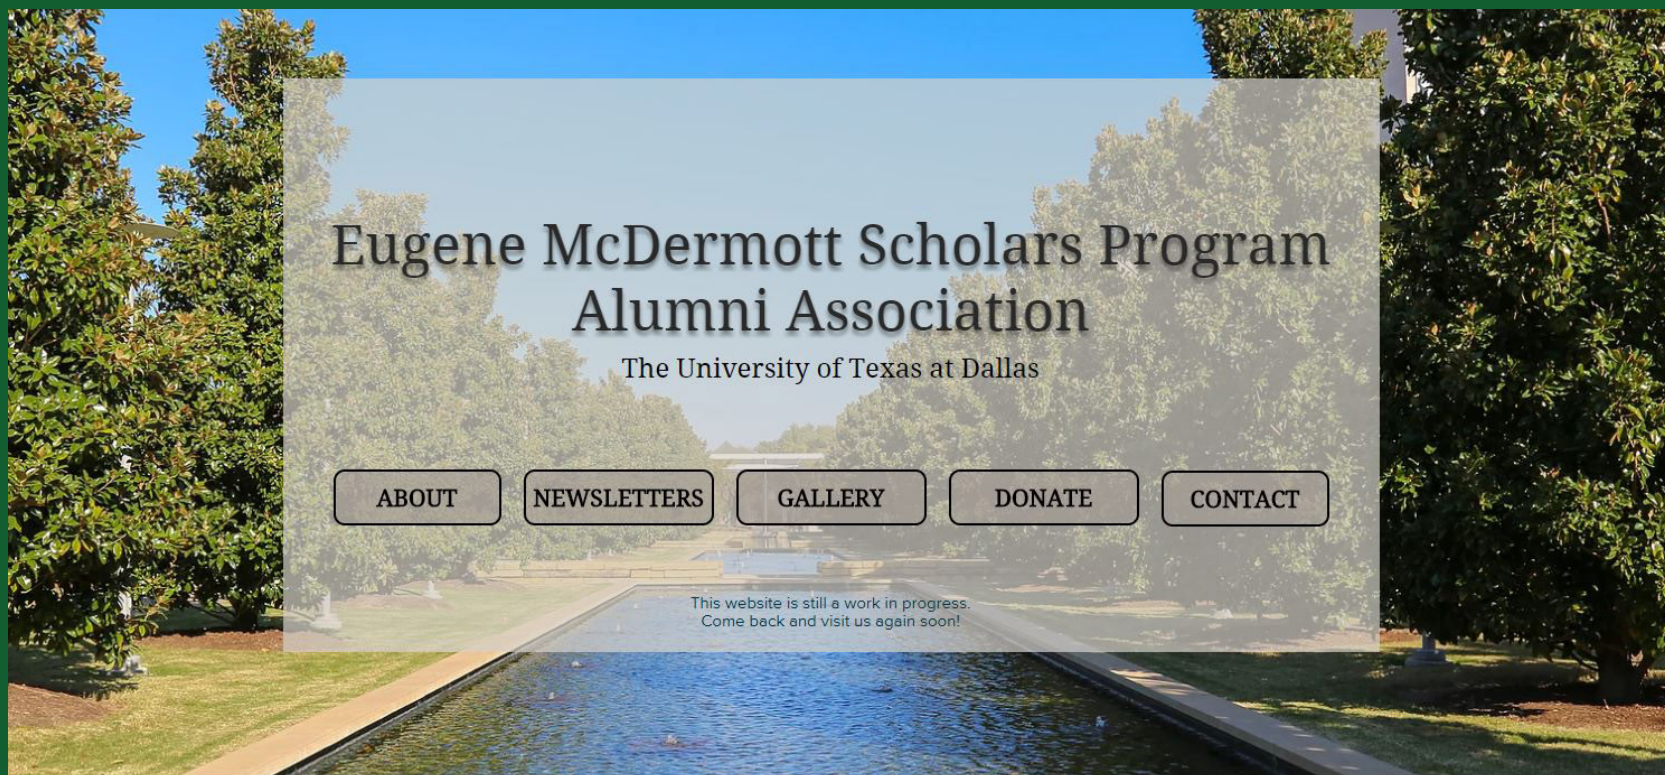 Eugene McDermott Scholars Program
Alumni Association
The University of Texas at Dallas
ABOUT NEWSLETTERS GALLERY DONATE CONTACT
This website is still a work in progress.
Come back and visit us again soon!